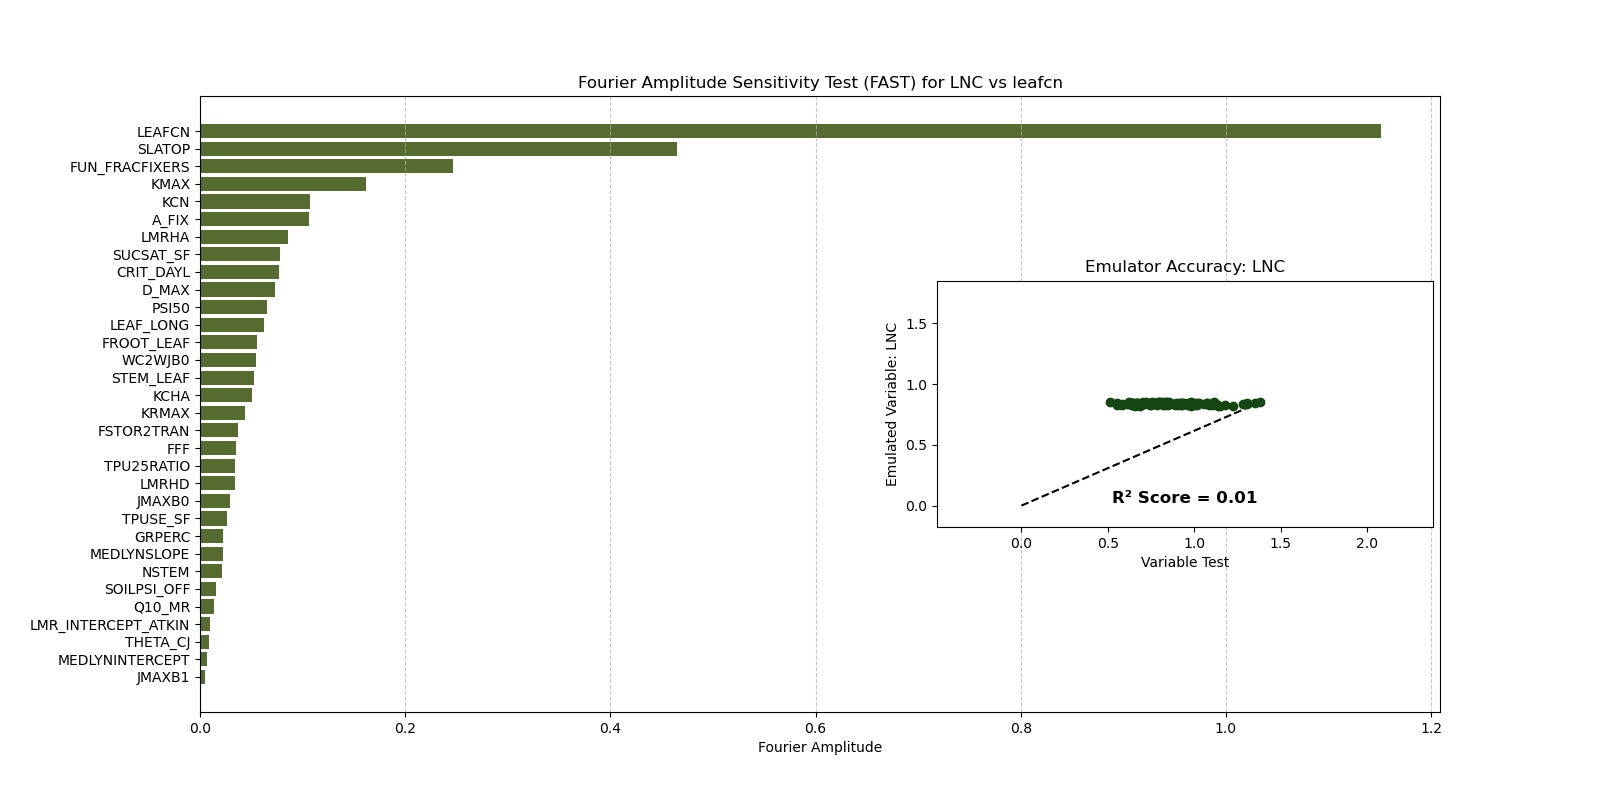 Fourier Amplitude Sensitivity Test (FAST) for LNC vs leafcn
LEAFCN
SLATOP
FUN_FRACFIXERS
KMAX
KCN
A_FIX
LMRHA
SUCSAT_SF
CRIT_DAYL
D_MAX
PSI50
LEAF_LONG
FROOT_LEAF
WC2WJB0
STEM_LEAF
KCHA
KRMAX
FSTOR2TRAN
FFF
TPU25RATIO
LMRHD
JMAXB0
TPUSE_SF
GRPERC
MEDLYNSLOPE
NSTEM
SOILPSI_OFF
Q10_MR
LMR_INTERCEPT_ATKIN
THETA_CJ
MEDLYNINTERCEPT
JMAXB1
0.0 0.2 0.4 0.6 0.8 1.0 1.2
Fourier Amplitude
Emulator Accuracy: LNC
Emulated Variable: LNC
1.5
1.0
0.5
0.0
R² Score = 0.01
0.0 0.5 1.0 1.5 2.0
Variable Test